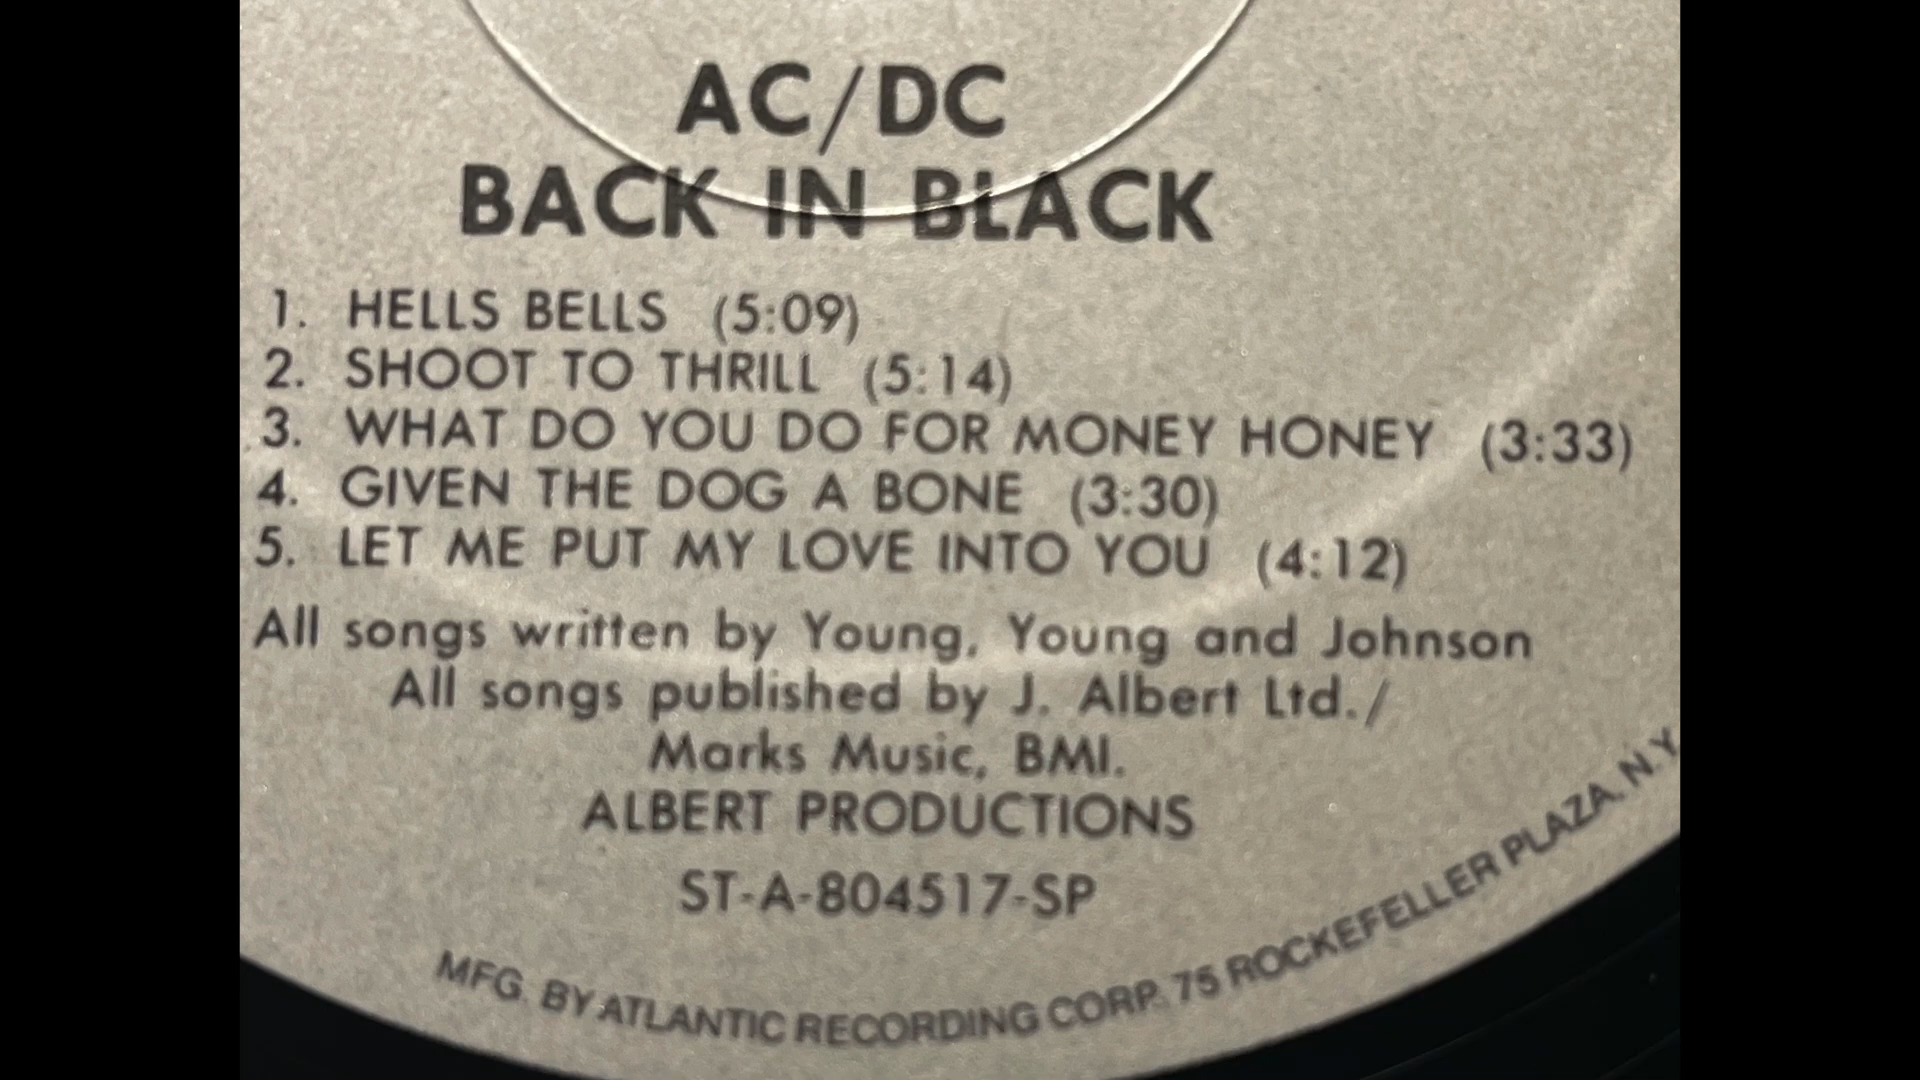 AC/DC
BACK IN BLACK
1. HELLS BELLS (5:09)
2. SHOOT TO THRILL (5:14)
3. WHAT DO YOU DO FOR MONEY HONEY (3:33)
4. GIVEN THE DOG A BONE (3:30)
5. LET ME PUT MY LOVE INTO YOU (4:12)
All songs written by Young, Young and Johnson
All songs published by J. Albert Ltd./
Marks Music, BMI.
ALBERT PRODUCTIONS
ST-A-804517-SP
MFG. BY ATLANTIC RECORDING CORP. 75 ROCKEFELLER PLAZA, N.Y.